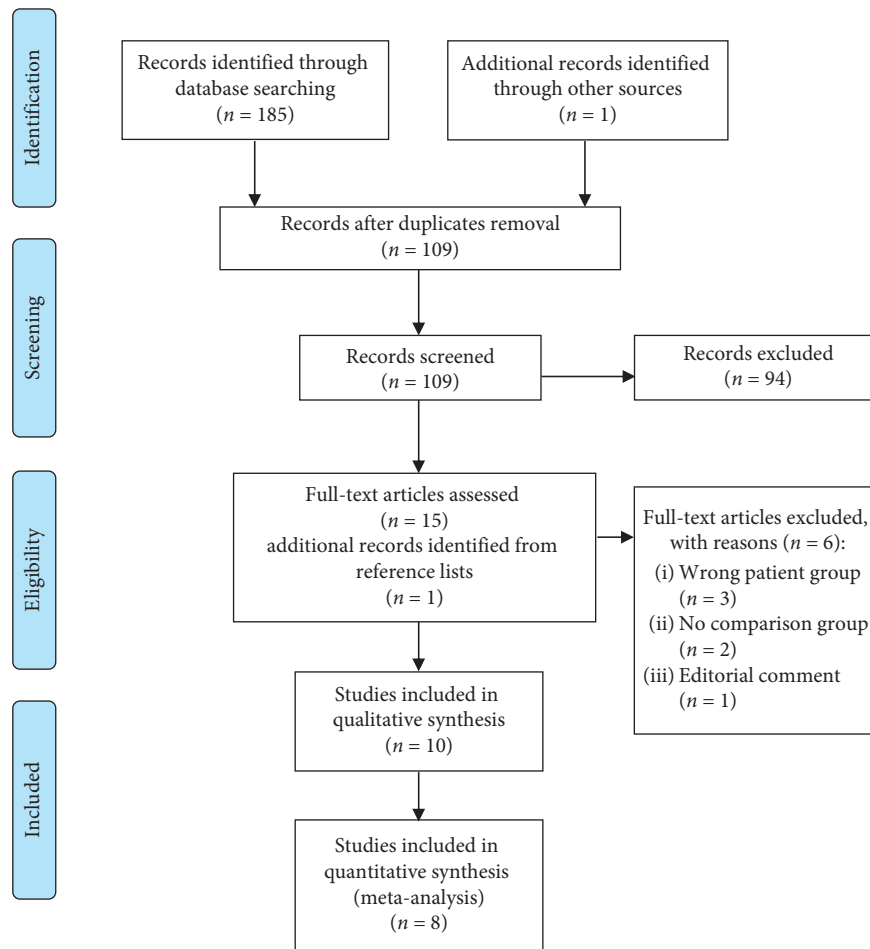 Identification
Records identified through
database searching
(n = 185)
Additional records identified
through other sources
(n = 1)
Records after duplicates removal
(n = 109)
Screening
Records screened
(n = 109)
Records excluded
(n = 94)
Eligibility
Full-text articles assessed
(n = 15)
additional records identified from
reference lists
(n = 1)
Full-text articles excluded,
with reasons (n = 6):
(i) Wrong patient group
(n = 3)
(ii) No comparison group
(n = 2)
(iii) Editorial comment
(n = 1)
Included
Studies included in
qualitative synthesis
(n = 10)
Studies included in
quantitative synthesis
(meta-analysis)
(n = 8)